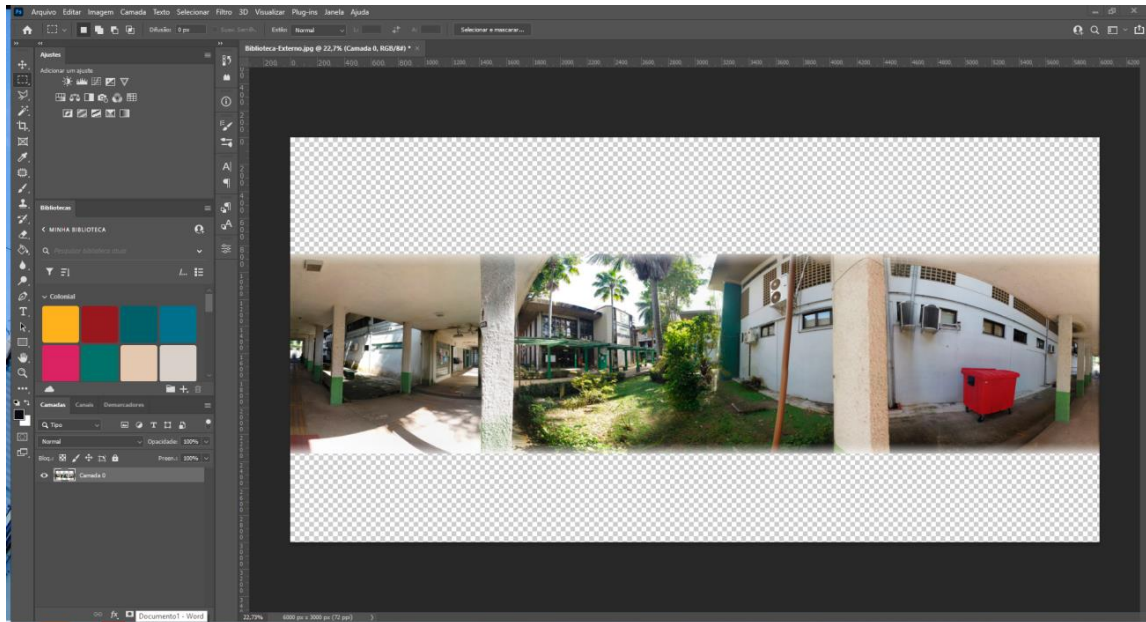 Ps Arquivo Editar Imagem Camada Texto Selecionar Filtro 3D Visualizar Plug-ins Janela Ajuda
Difusão: 0 px Estilo: Normal Selecionar e mascarar...
Biblioteca-Externo.jpg @ 22,7% (Camada 0, RGB/8#) * ×
Ajustes
Adicionar um ajuste
Bibliotecas
MINHA BIBLIOTECA
Colonial
Camadas Canais Demarcadores
Tipo
Normal Opacidade: 100%
Bloq.: Preen.: 100%
Camada 0
fx
Documento1 - Word
22,73% 6000 px x 3000 px (72 ppi)